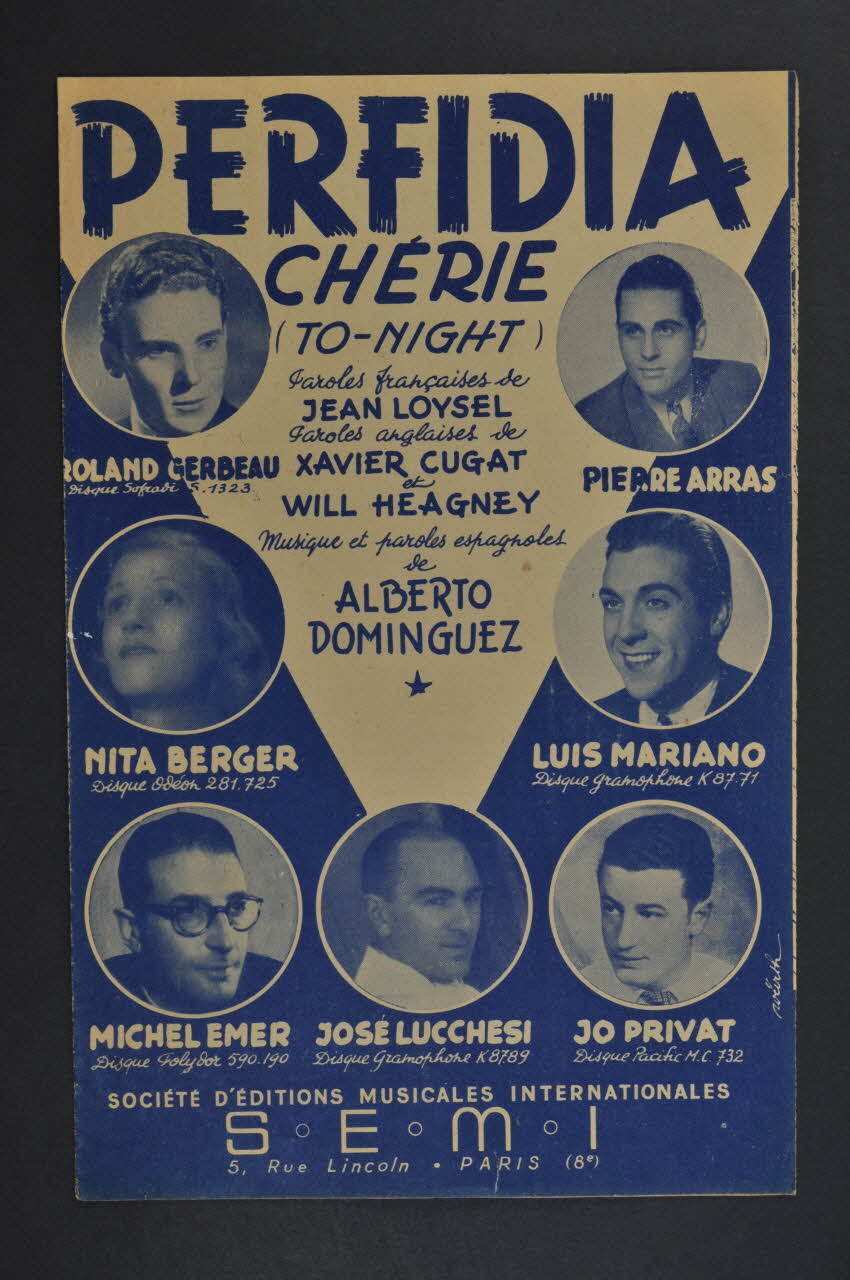 PERFIDIA
CHÉRIE
(TO-NIGHT)
Paroles françaises de
JEAN LOYSEL
Paroles anglaises de
XAVIER CUGAT
et
WILL HEAGNEY
Musique et paroles espagnoles
de
ALBERTO
DOMINGUEZ
ROLAND GERBEAU
Disque Sofradi S.1323
PIERRE ARRAS
NITA BERGER
Disque Odéon 281.725
LUIS MARIANO
Disque gramophone K 87.71
MICHEL EMER
Disque Polydor 590.190
JOSÉ LUCCHESI
Disque Gramophone K8789
JO PRIVAT
Disque Pacific M.C. 732
SOCIÉTÉ D'ÉDITIONS MUSICALES INTERNATIONALES
S.E.M.I
5, Rue Lincoln • PARIS (8e)